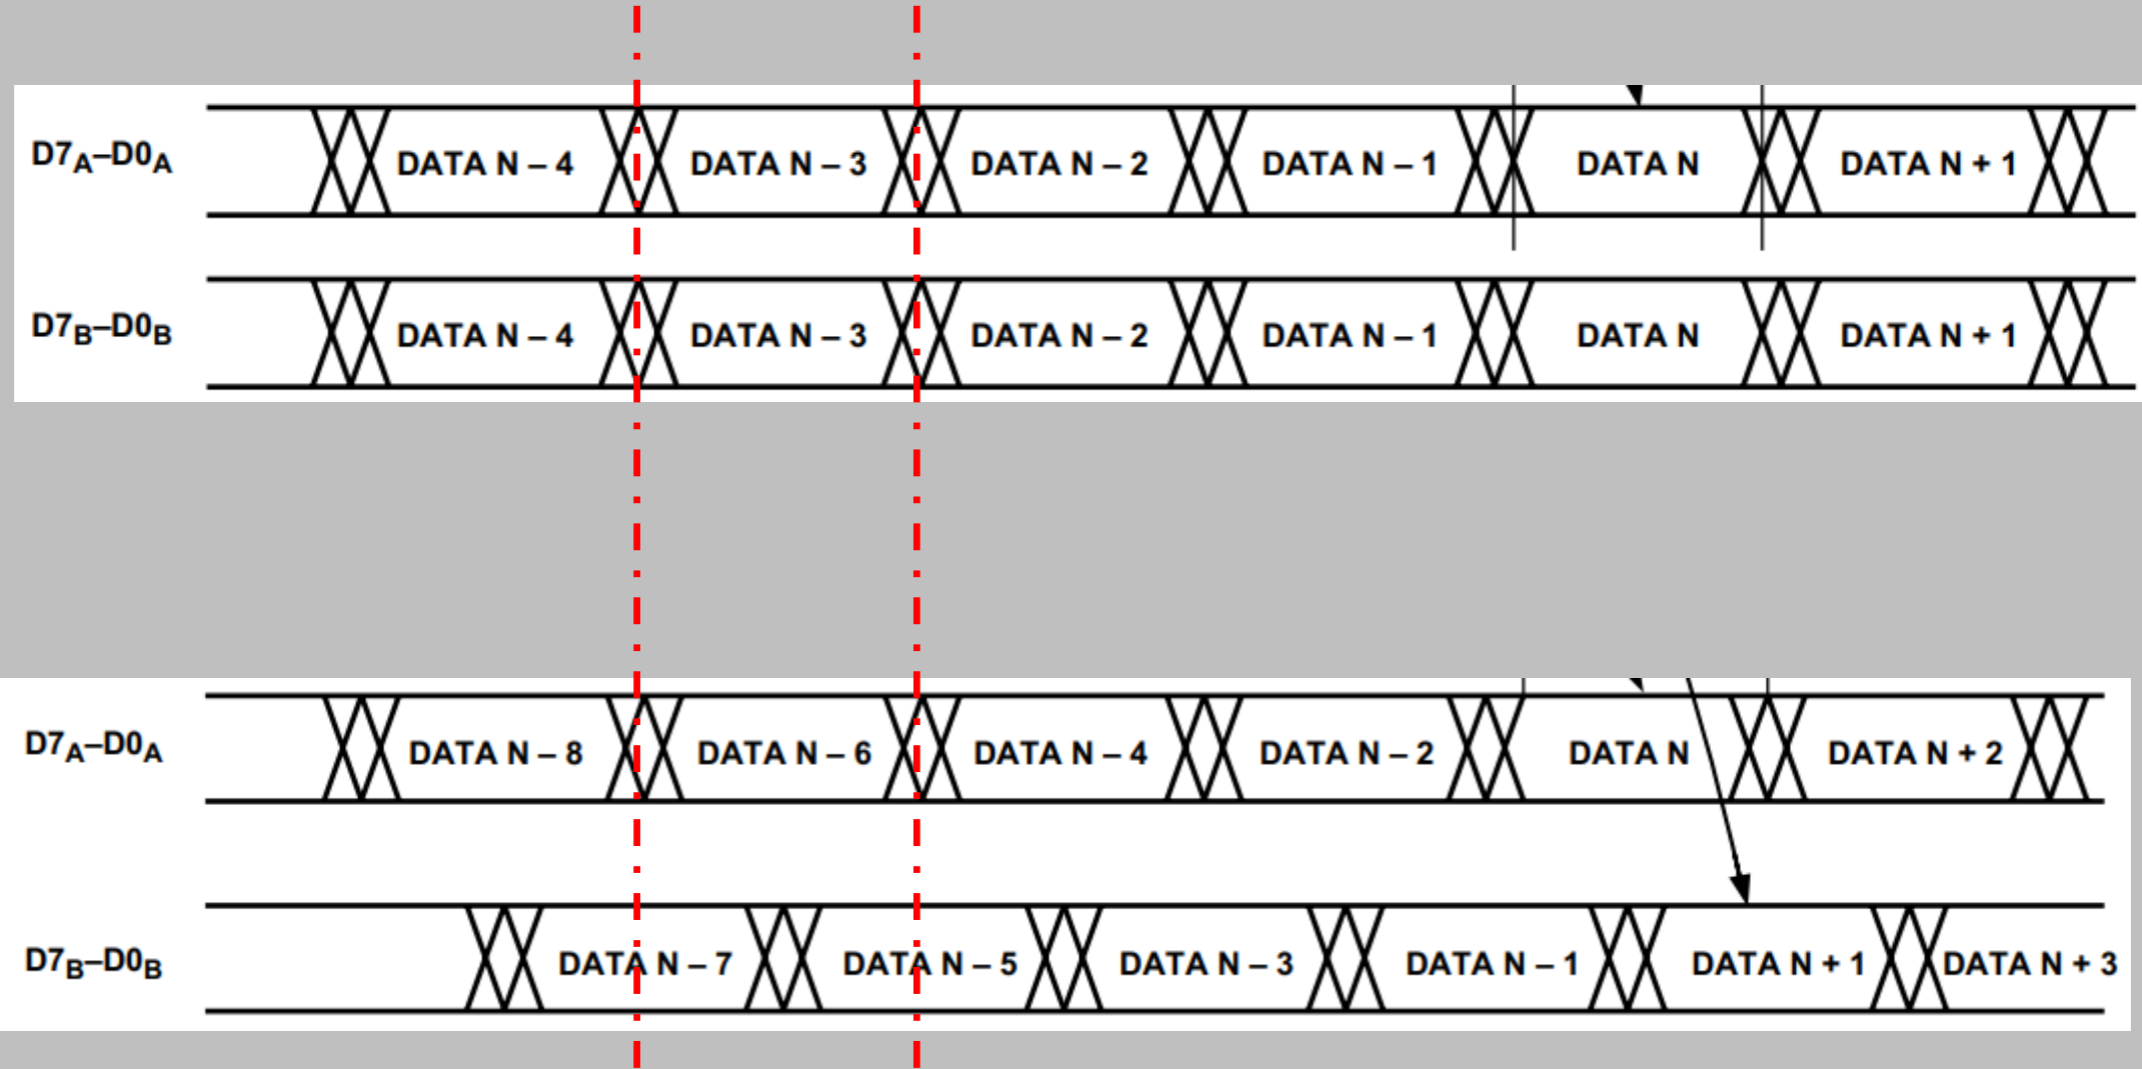 D7A–D0A DATA N – 4 DATA N – 3 DATA N – 2 DATA N – 1 DATA N DATA N + 1
D7B–D0B DATA N – 4 DATA N – 3 DATA N – 2 DATA N – 1 DATA N DATA N + 1
D7A–D0A DATA N – 8 DATA N – 6 DATA N – 4 DATA N – 2 DATA N DATA N + 2
D7B–D0B DATA N – 7 DATA N – 5 DATA N – 3 DATA N – 1 DATA N + 1 DATA N + 3